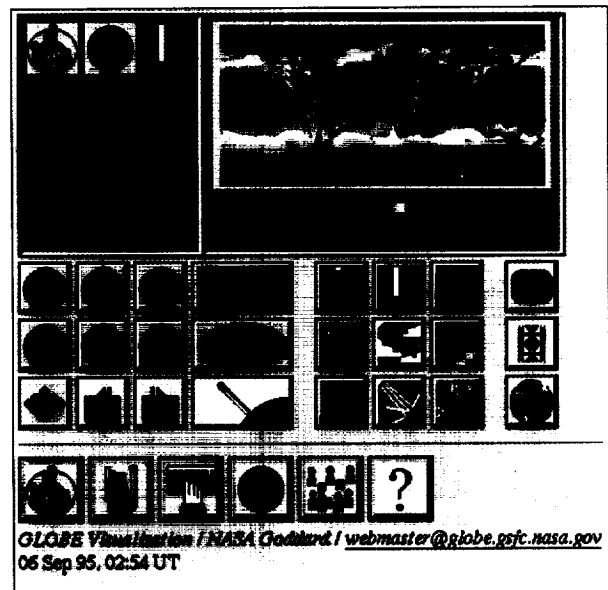 ?
GLOBE Visualization / NASA Goddard / webmaster@globe.gsfc.nasa.gov
06 Sep 95, 02:54 UT